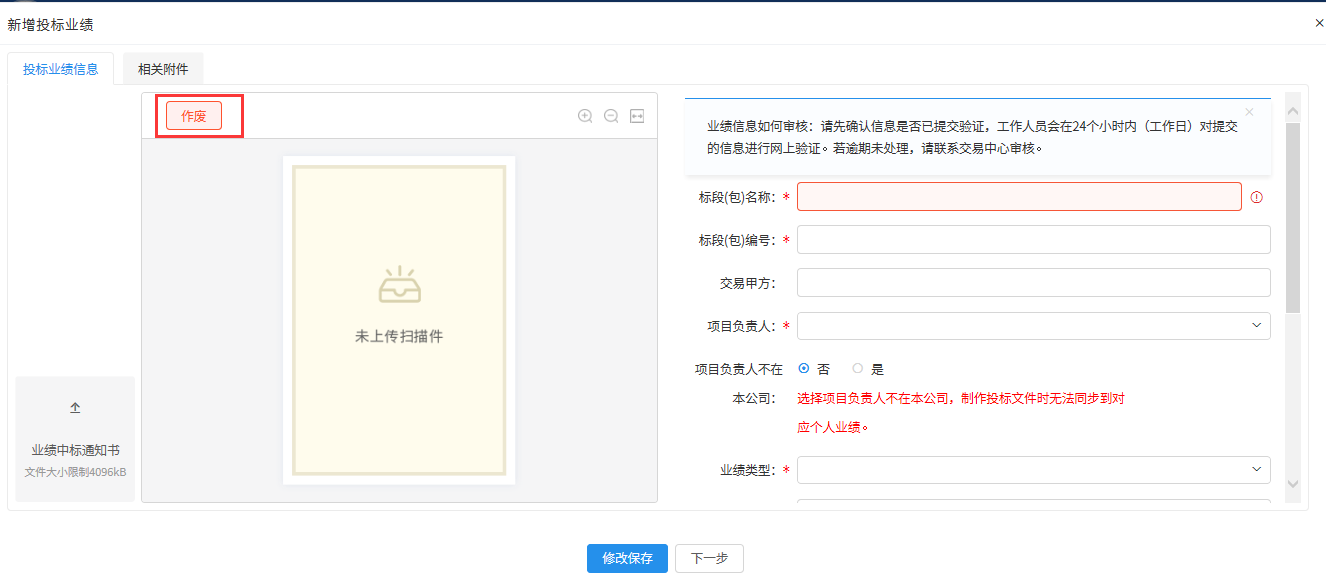 新增投标业绩
投标业绩信息
相关附件
作废
未上传扫描件
业绩中标通知书
文件大小限制4096kB
业绩信息如何审核：请先确认信息是否已提交验证，工作人员会在24个小时内（工作日）对提交
的信息进行网上验证。若逾期未处理，请联系交易中心审核。
标段(包)名称：*
标段(包)编号：*
交易甲方：
项目负责人：*
项目负责人不在
本公司：
否 是
选择项目负责人不在本公司，制作投标文件时无法同步到对
应个人业绩。
业绩类型：*
修改保存
下一步